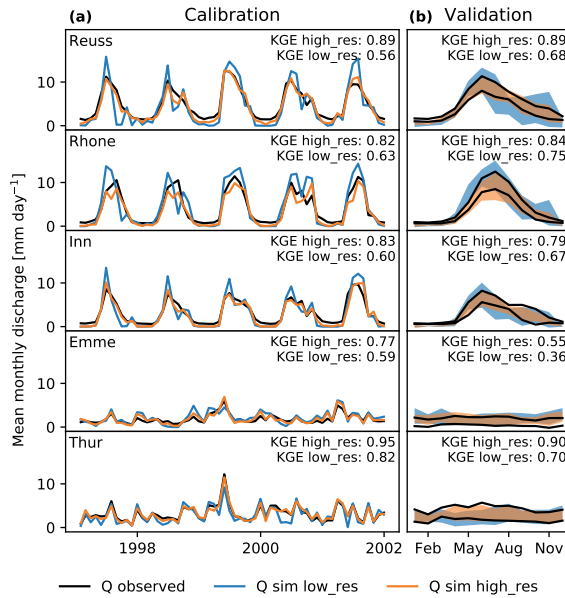 (a) Calibration (b) Validation
Reuss
KGE high_res: 0.89
KGE low_res: 0.56
KGE high_res: 0.89
KGE low_res: 0.68
10
0
Rhone
KGE high_res: 0.82
KGE low_res: 0.63
KGE high_res: 0.84
KGE low_res: 0.75
10
0
Inn
KGE high_res: 0.83
KGE low_res: 0.60
KGE high_res: 0.79
KGE low_res: 0.67
10
0
Emme
KGE high_res: 0.77
KGE low_res: 0.59
KGE high_res: 0.55
KGE low_res: 0.36
10
0
Thur
KGE high_res: 0.95
KGE low_res: 0.82
KGE high_res: 0.90
KGE low_res: 0.70
10
0
Mean monthly discharge [mm day⁻¹]
1998 2000 2002
Feb May Aug Nov
Q observed Q sim low_res Q sim high_res